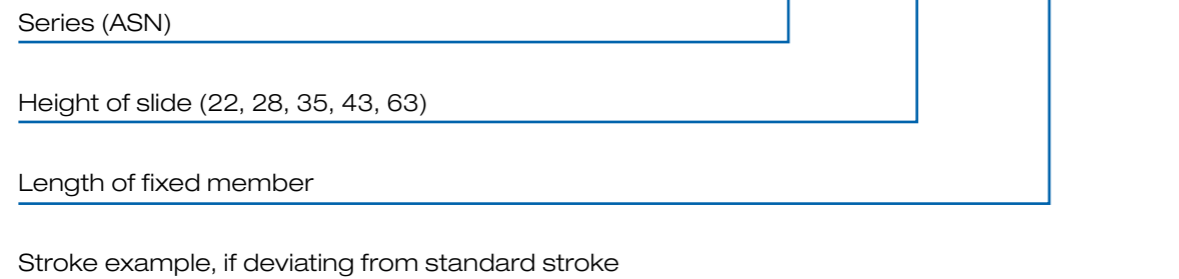 Series (ASN)
Height of slide (22, 28, 35, 43, 63)
Length of fixed member
Stroke example, if deviating from standard stroke